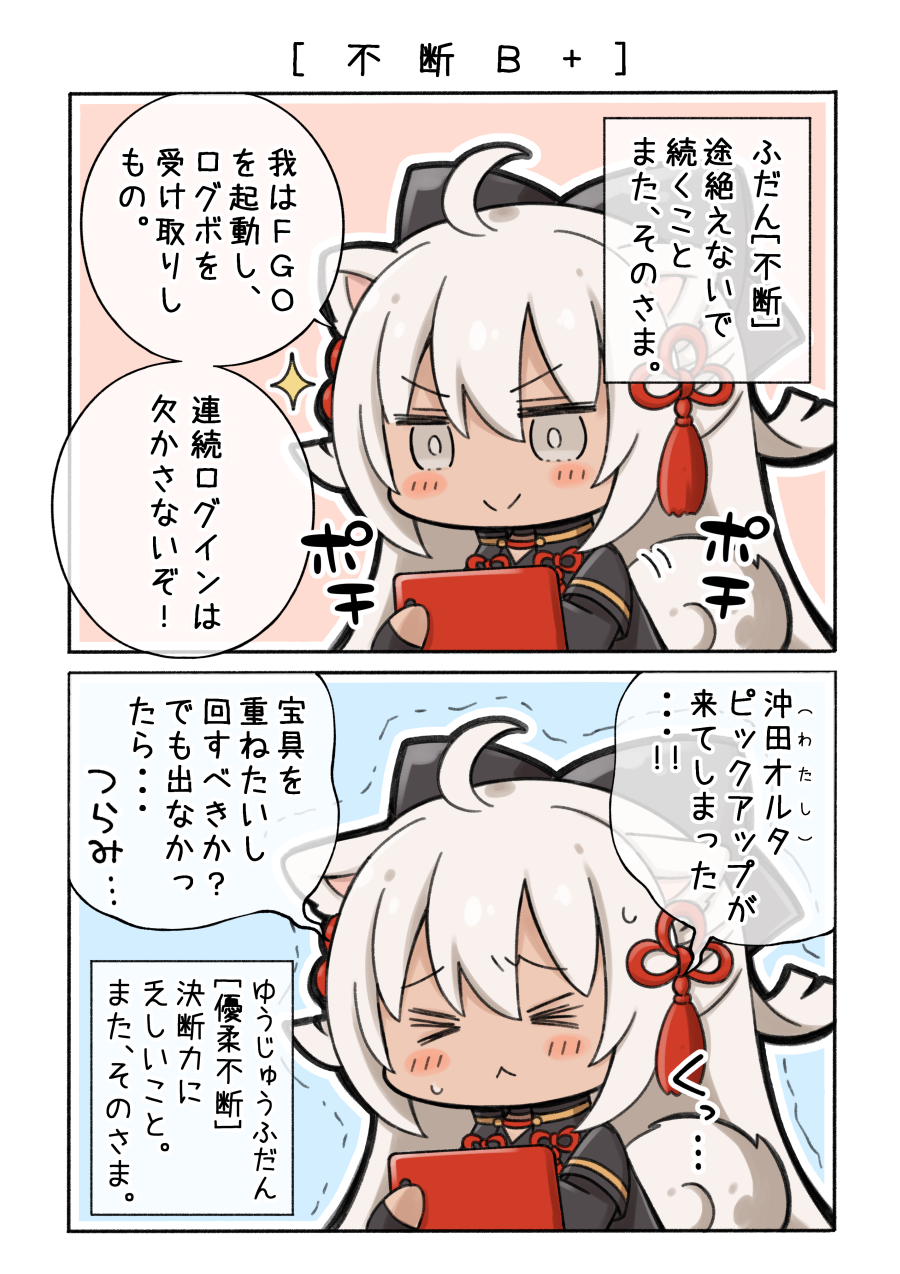 [不断B+]
ふだん[不断]
途絶えないで
続くこと
また、そのさま。
我はFGO
を起動し、
ログボを
受け取りし
もの。
連続ログインは
欠かさないぞ!
ポチ
ポチ
沖田オルタ
(わたし)
ピックアップが
来てしまった
・・・!!
宝具を
重ねたいし
回すべきか?
でも出なかっ
たら・・・
つらみ…
くっ…
ゆうじゅうふだん
[優柔不断]
決断力に
乏しいこと。
また、そのさま。